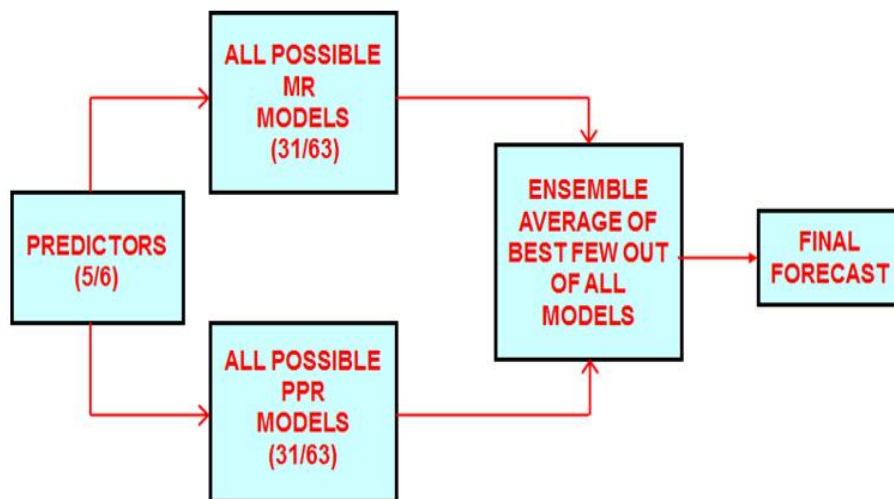 ALL POSSIBLE
MR
MODELS
(31/63)
PREDICTORS
(5/6)
ENSEMBLE
AVERAGE OF
BEST FEW OUT
OF ALL
MODELS
FINAL
FORECAST
ALL POSSIBLE
PPR
MODELS
(31/63)